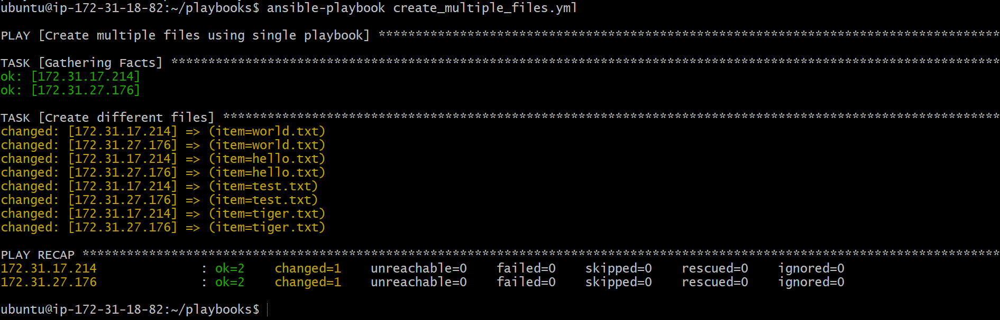 ubuntu@ip-172-31-18-82:~/playbooks$ ansible-playbook create_multiple_files.yml
PLAY [Create multiple files using single playbook] ************************************************************************************
TASK [Gathering Facts] ****************************************************************************************************************
ok: [172.31.17.214]
ok: [172.31.27.176]
TASK [Create different files] *********************************************************************************************************
changed: [172.31.17.214] => (item=world.txt)
changed: [172.31.27.176] => (item=world.txt)
changed: [172.31.17.214] => (item=hello.txt)
changed: [172.31.27.176] => (item=hello.txt)
changed: [172.31.17.214] => (item=test.txt)
changed: [172.31.27.176] => (item=test.txt)
changed: [172.31.17.214] => (item=tiger.txt)
changed: [172.31.27.176] => (item=tiger.txt)
PLAY RECAP ****************************************************************************************************************************
172.31.17.214              : ok=2    changed=1    unreachable=0    failed=0    skipped=0    rescued=0    ignored=0
172.31.27.176              : ok=2    changed=1    unreachable=0    failed=0    skipped=0    rescued=0    ignored=0
ubuntu@ip-172-31-18-82:~/playbooks$